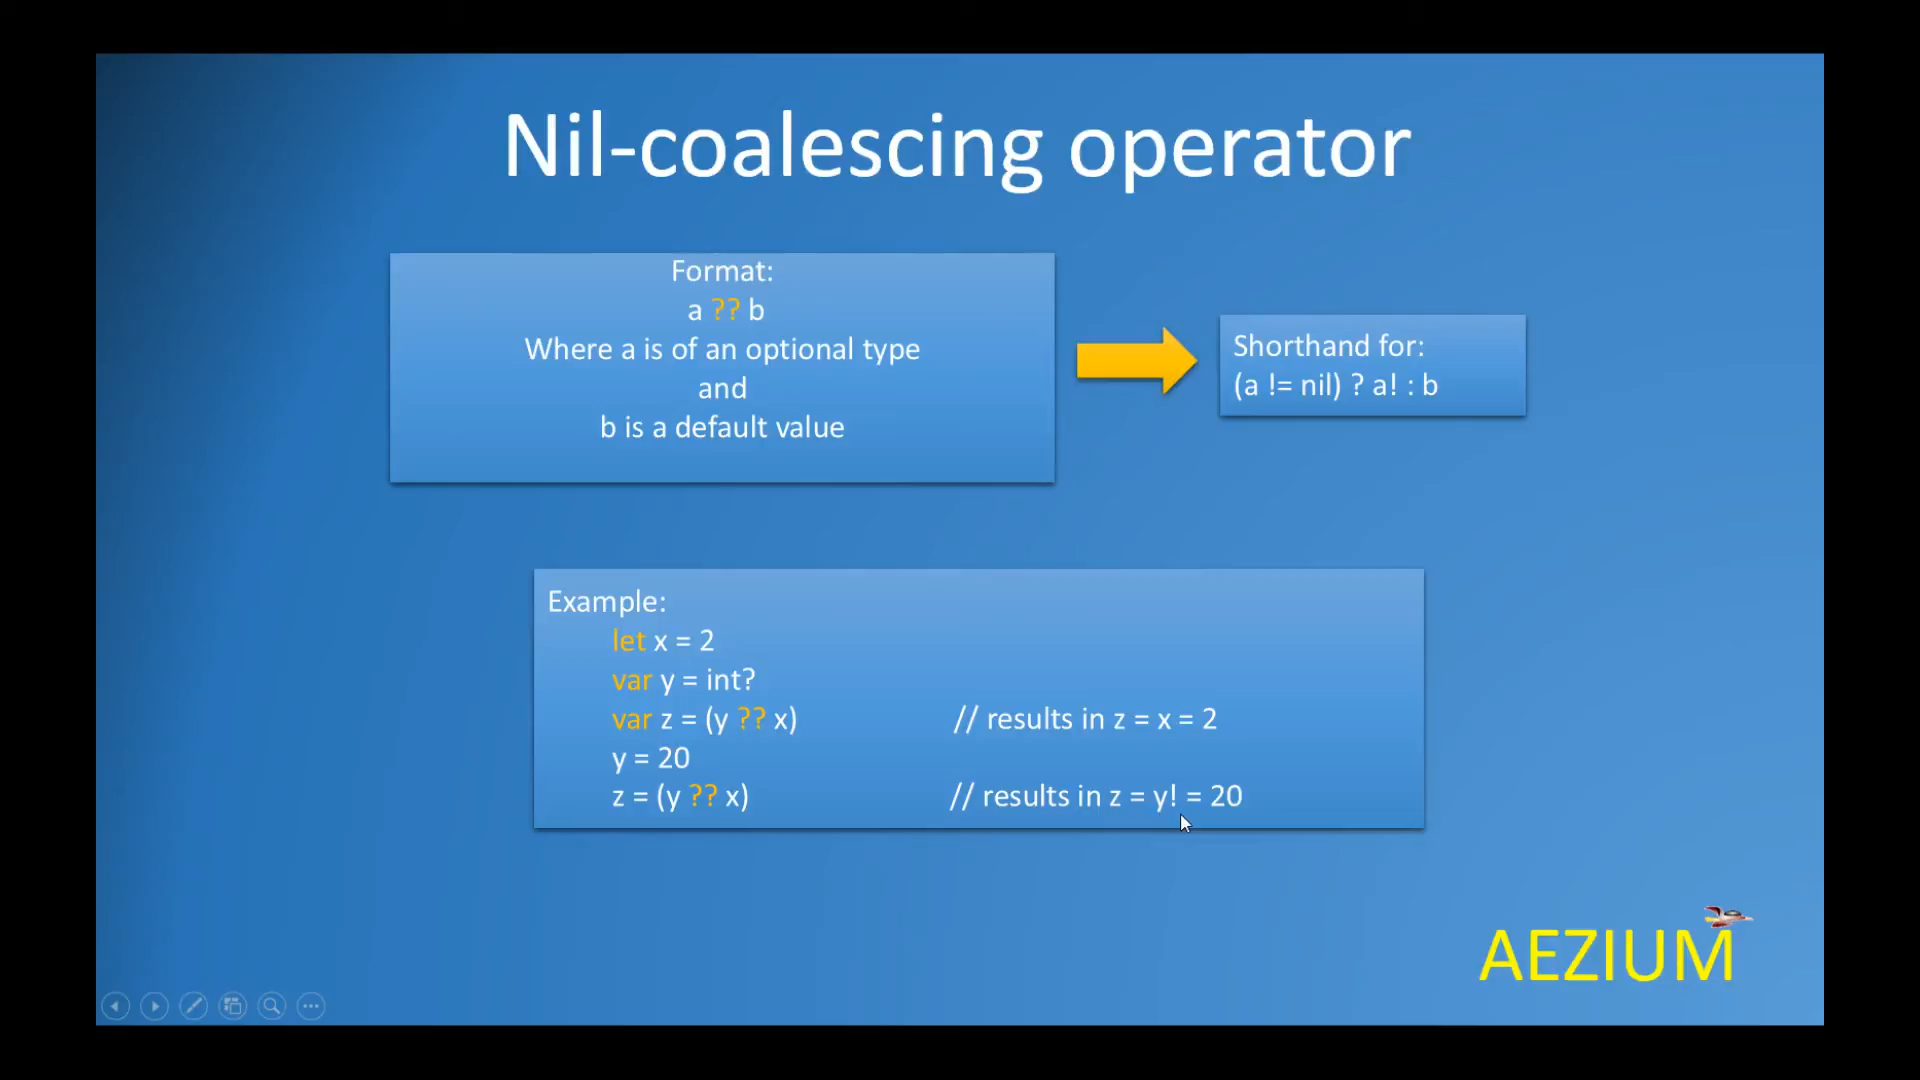 Nil-coalescing operator
Format:
a ?? b
Where a is of an optional type
and
b is a default value
Shorthand for:
(a != nil) ? a! : b
Example:
let x = 2
var y = int?
var z = (y ?? x) // results in z = x = 2
y = 20
z = (y ?? x) // results in z = y! = 20
AEZIUM